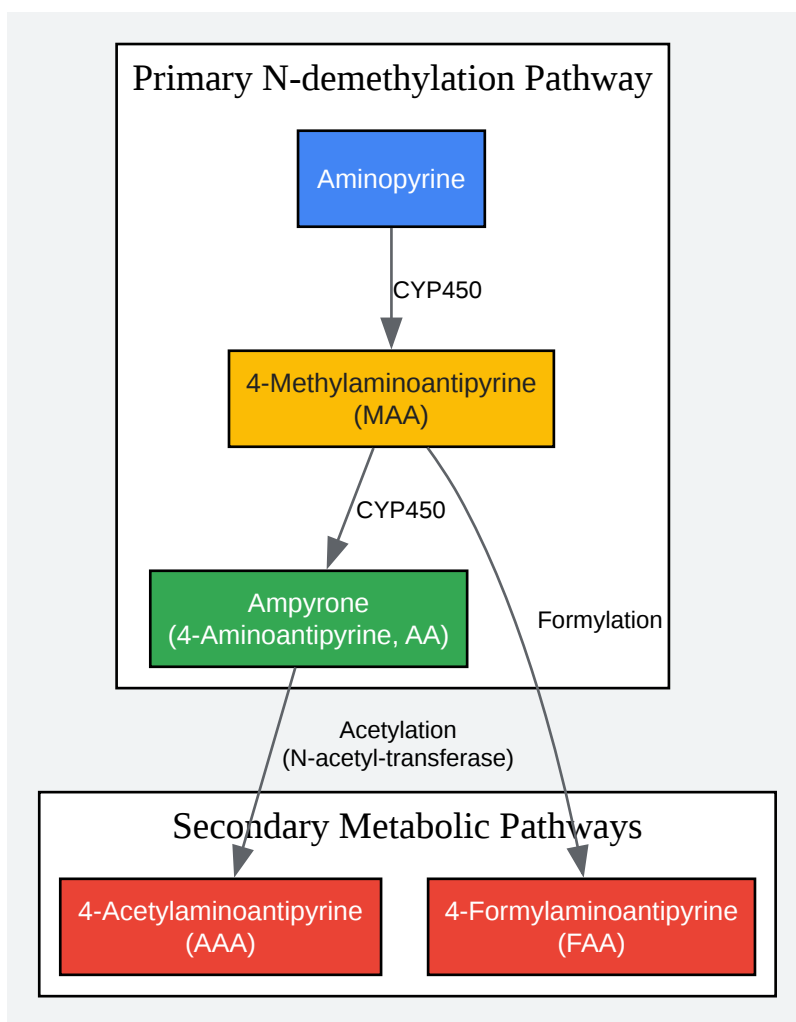 Primary N-demethylation Pathway
Aminopyrine
CYP450
4-Methylaminoantipyrine
(MAA)
CYP450
Ampyrone
(4-Aminoantipyrine, AA)
Formylation
Acetylation
(N-acetyl-transferase)
Secondary Metabolic Pathways
4-Acetylaminoantipyrine
(AAA)
4-Formylaminoantipyrine
(FAA)